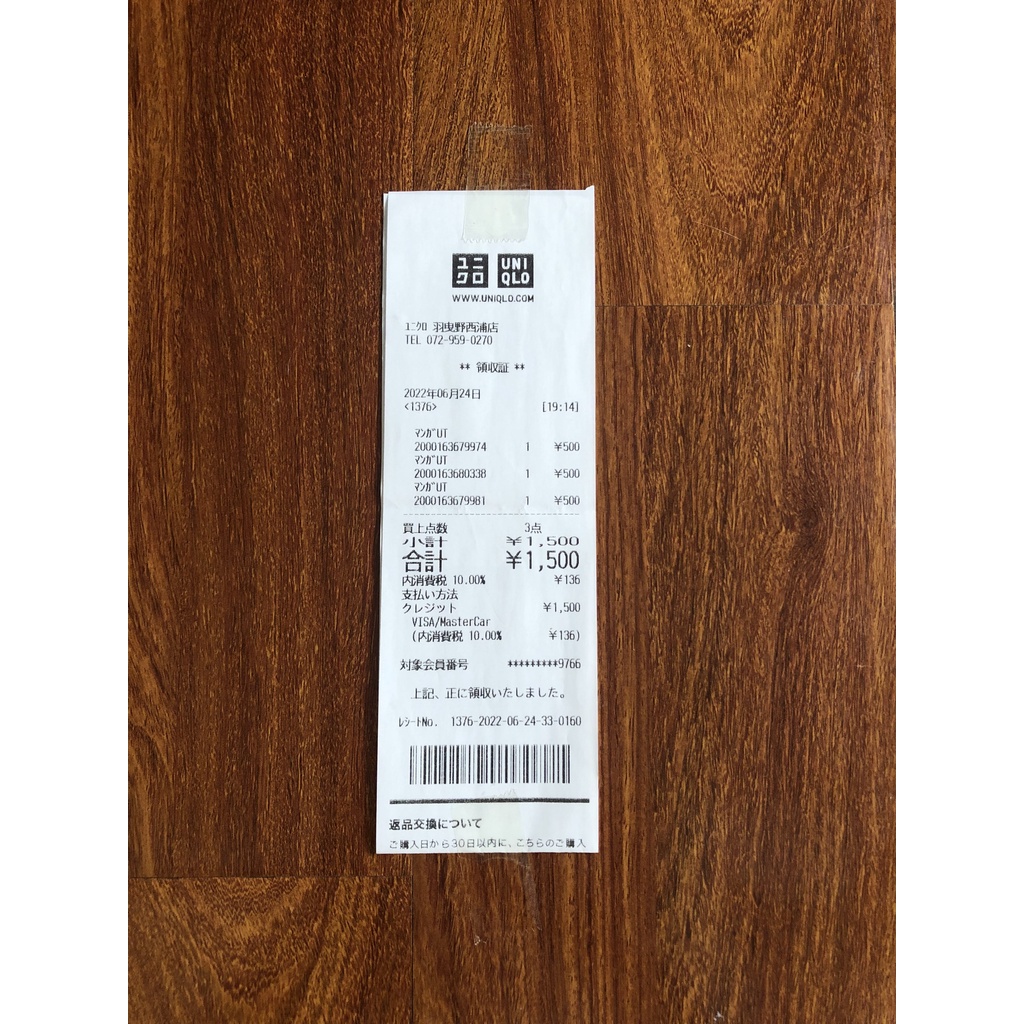 ユニクロ UNIQLO
WWW.UNIQLO.COM
ﾕﾆｸﾛ 羽曳野西浦店
TEL 072-959-0270
** 領収証 **
2022年06月24日
<1376> [19:14]
ﾏﾝｶﾞUT
2000163679974 1 ¥500
ﾏﾝｶﾞUT
2000163680338 1 ¥500
ﾏﾝｶﾞUT
2000163679981 1 ¥500
買上点数 3点
小計 ¥1,500
合計 ¥1,500
内消費税 10.00% ¥136
支払い方法
クレジット ¥1,500
VISA/MasterCar
(内消費税 10.00% ¥136)
対象会員番号 *********9766
上記、正に領収いたしました。
ﾚｼｰﾄNo. 1376-2022-06-24-33-0160
返品交換について
ご購入日から30日以内に、こちらのご購入